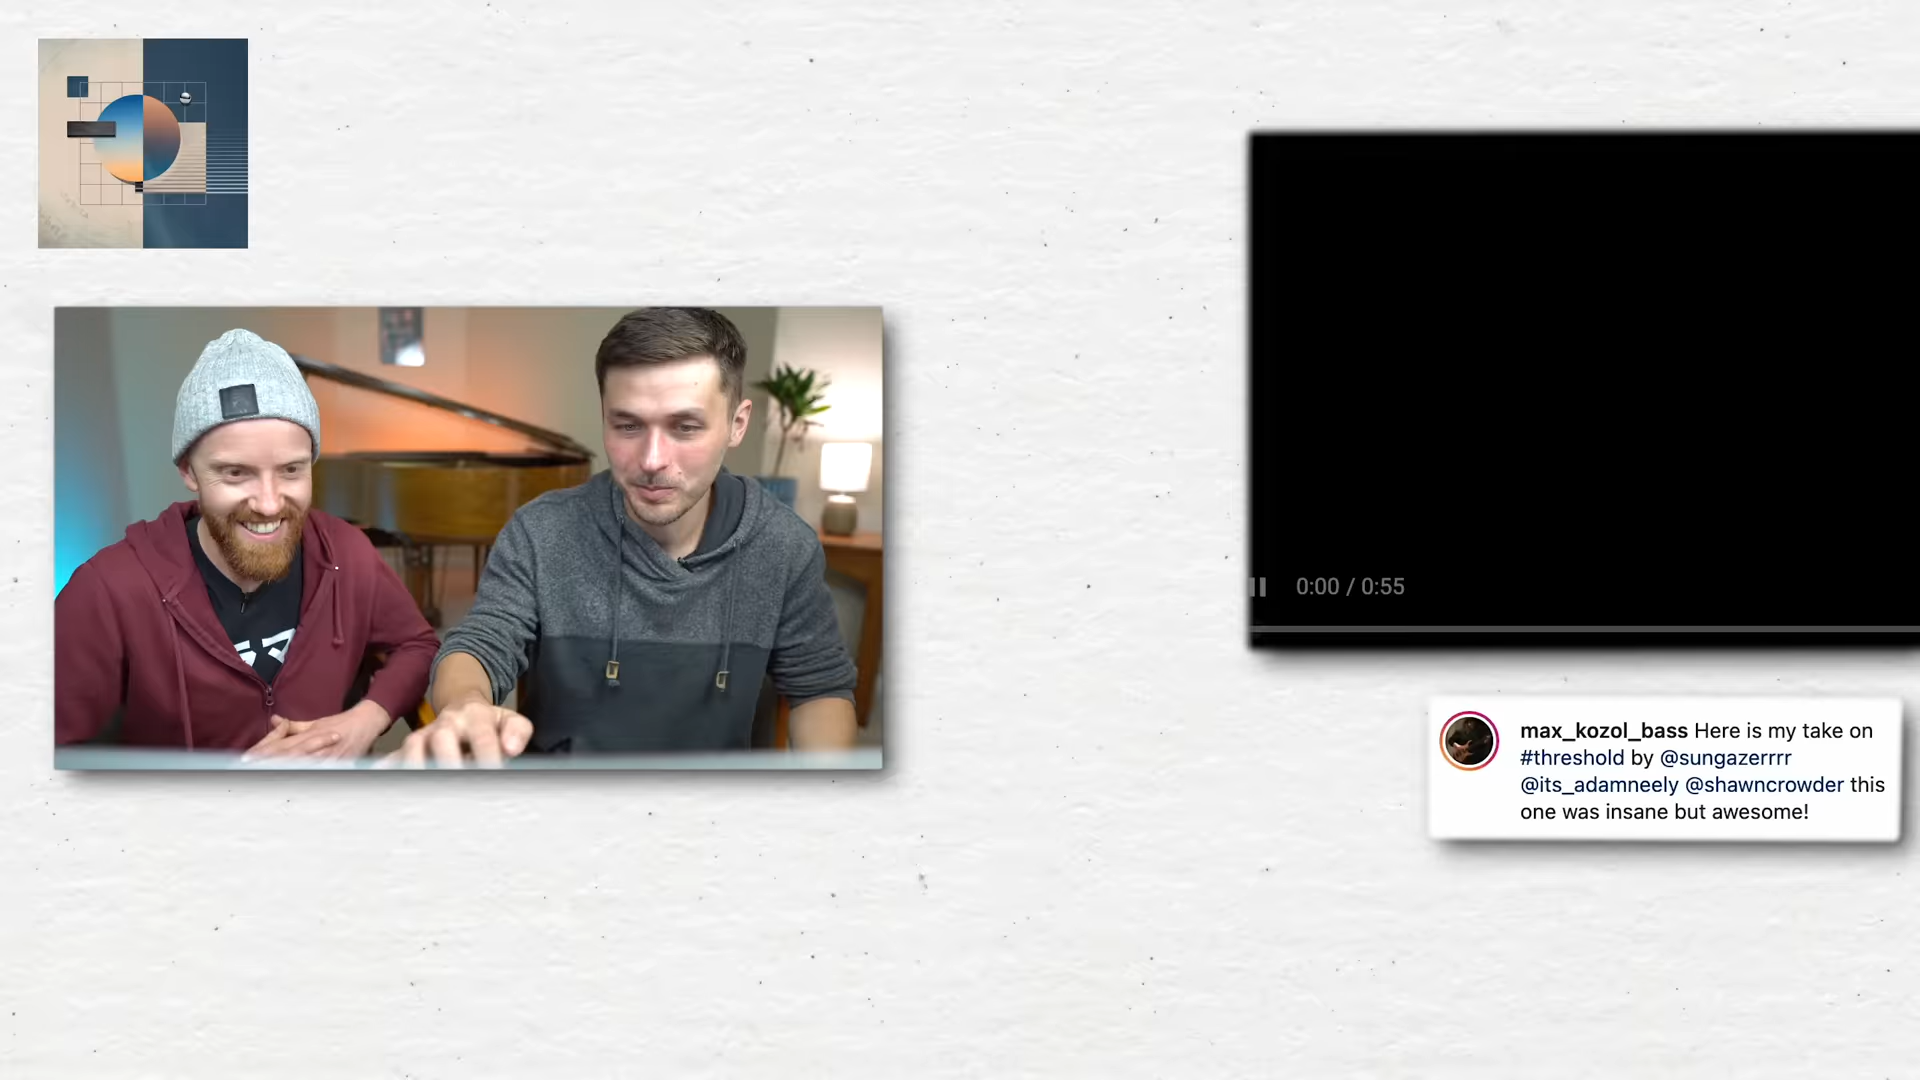 0:00 / 0:55
max_kozol_bass Here is my take on
#threshold by @sungazerrrr
@its_adamneely @shawncrowder this
one was insane but awesome!